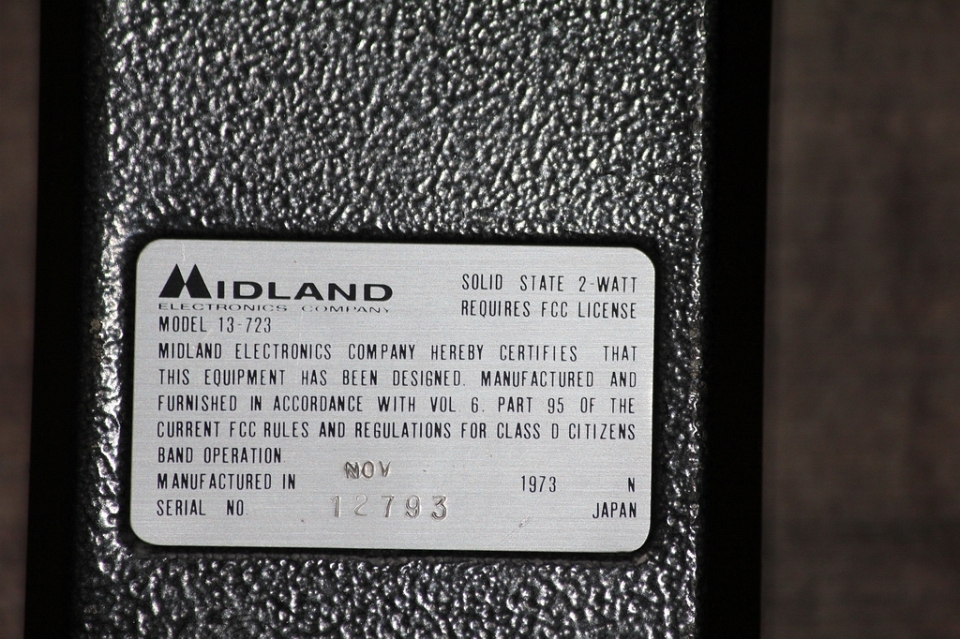 MIDLAND
ELECTRONICS COMPANY
SOLID STATE 2-WATT
REQUIRES FCC LICENSE
MODEL 13-723
MIDLAND ELECTRONICS COMPANY HEREBY CERTIFIES THAT
THIS EQUIPMENT HAS BEEN DESIGNED. MANUFACTURED AND
FURNISHED IN ACCORDANCE WITH VOL 6. PART 95 OF THE
CURRENT FCC RULES AND REGULATIONS FOR CLASS D CITIZENS
BAND OPERATION
MANUFACTURED IN NOV 1973 N
SERIAL NO 12793 JAPAN